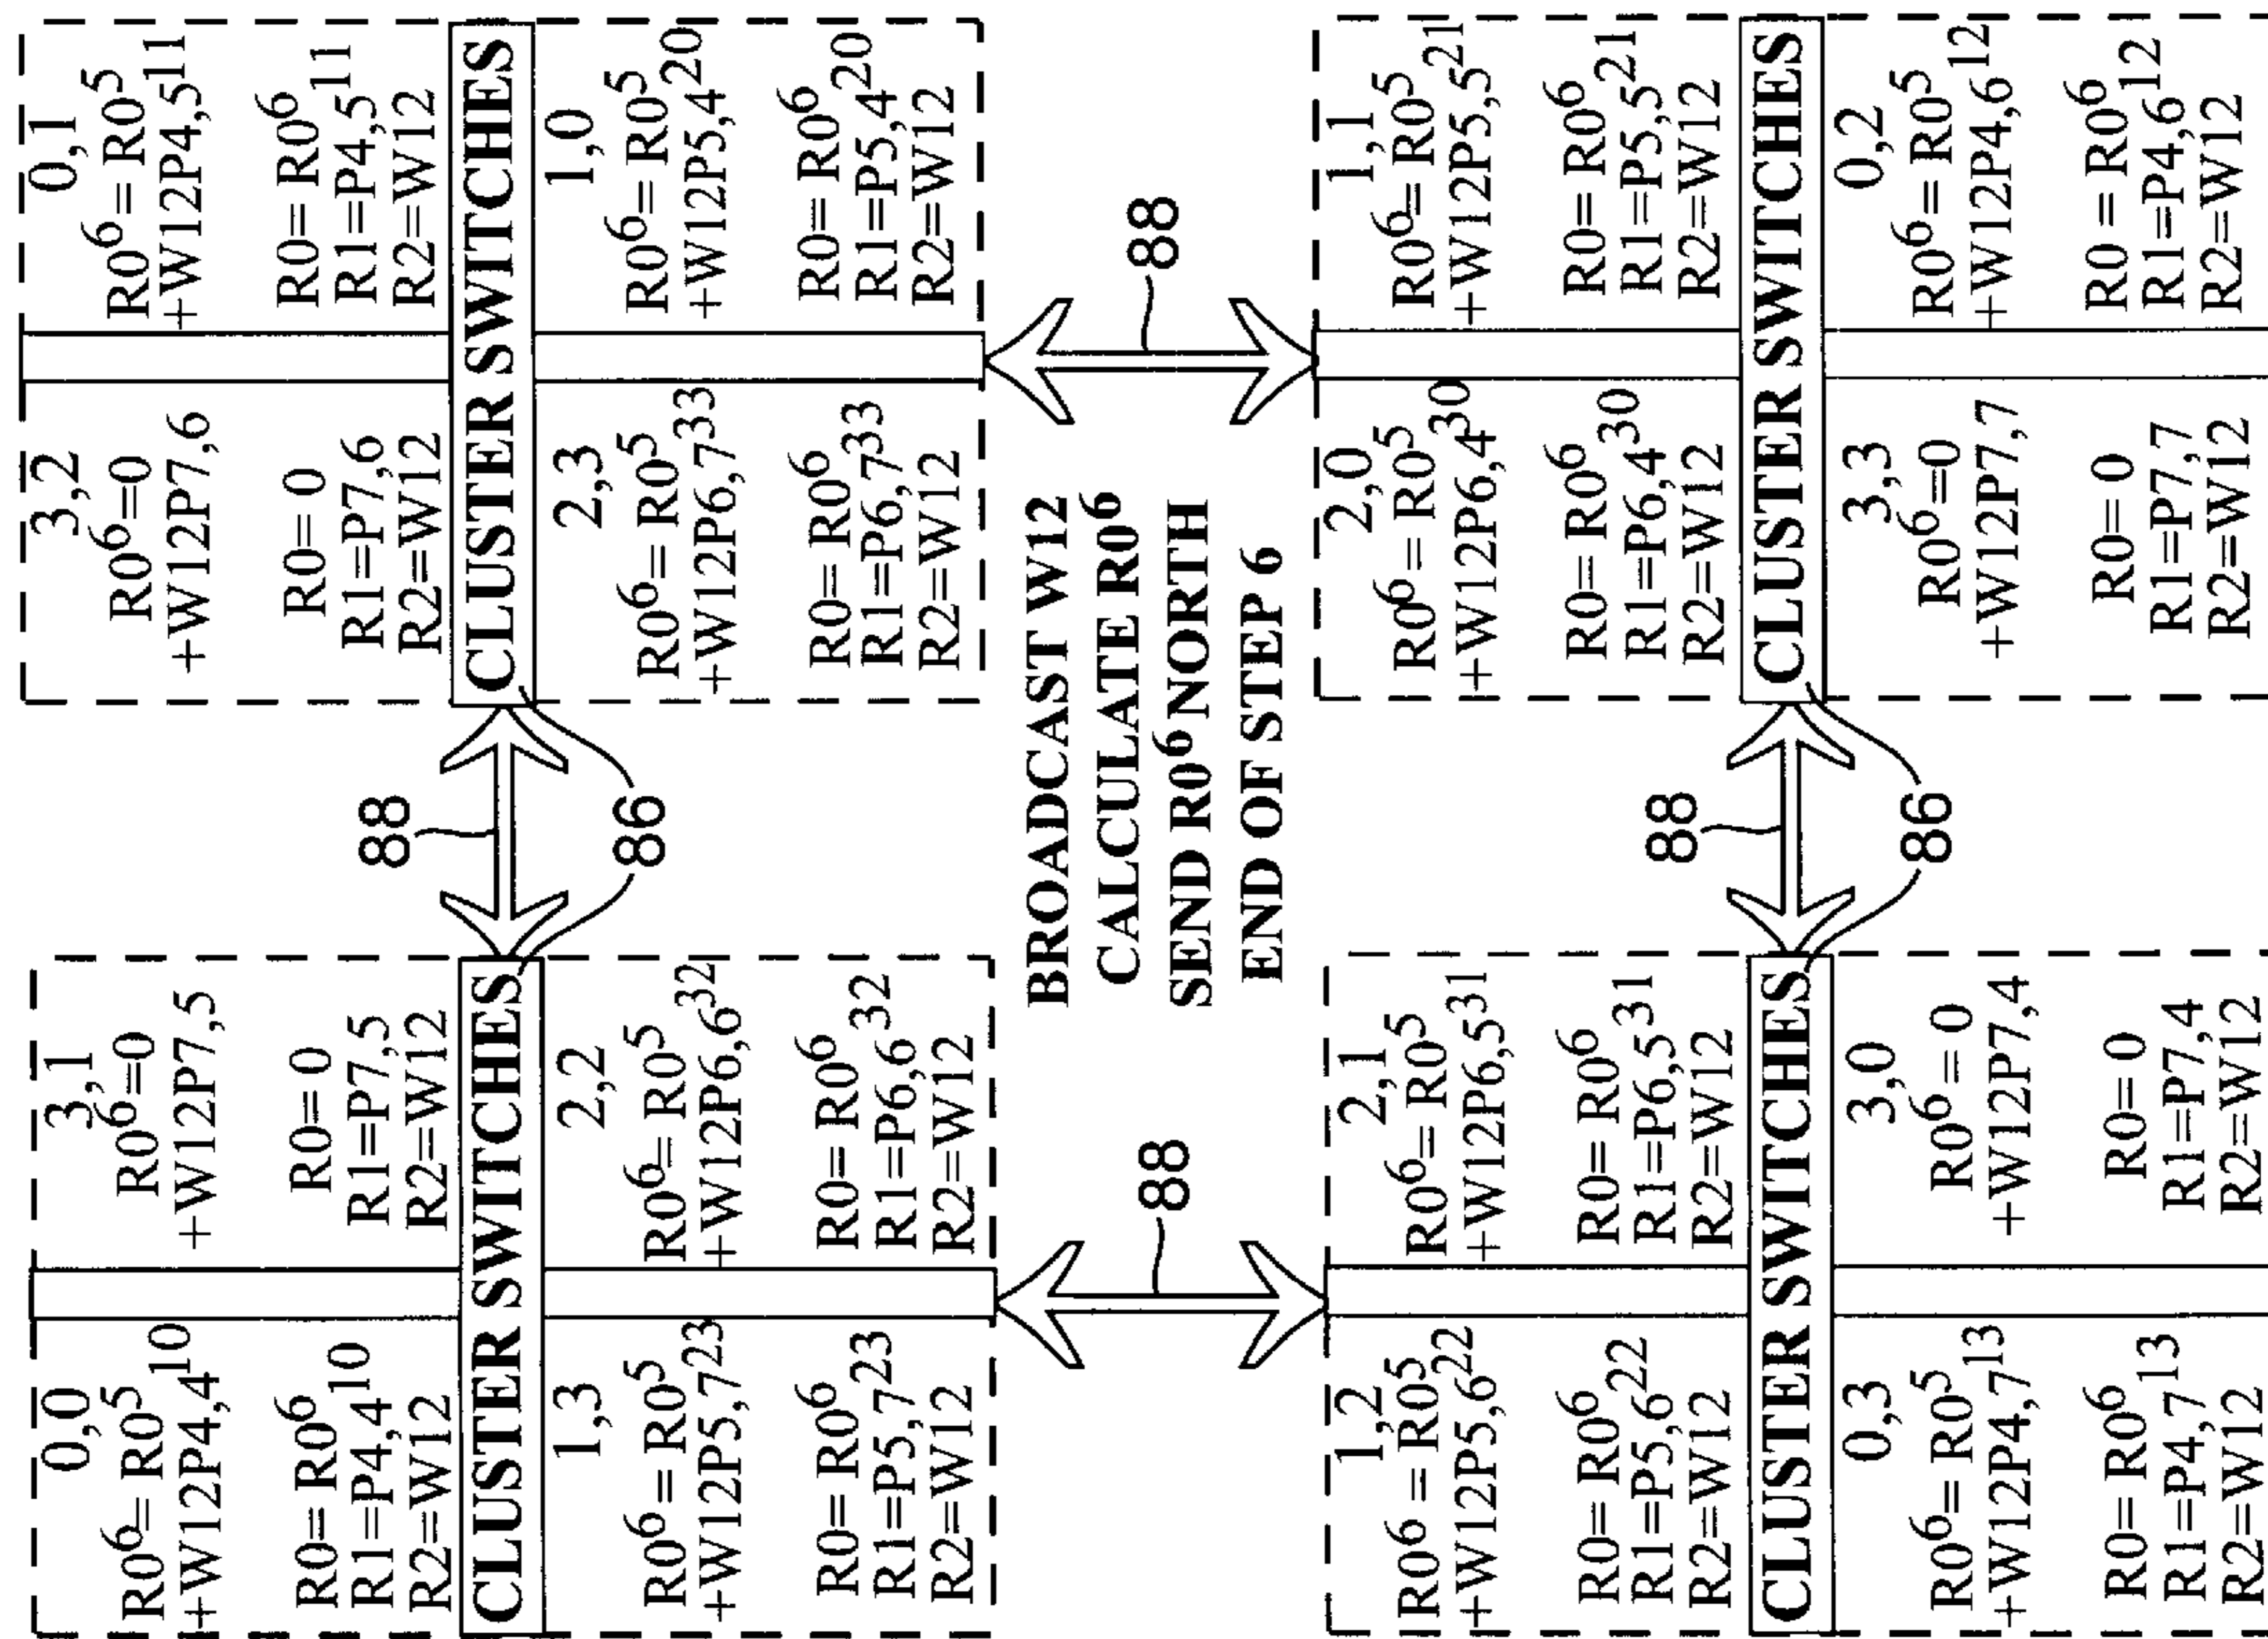 0,0
R0⁶= R0⁵
+W12P4,4¹⁰
R0= R0⁶
R1=P4,4¹⁰
R2=W12
3,1
R0⁶=0
+W12P7,5
R0= 0
R1=P7,5
R2=W12
CLUSTER SWITCHES
1,3
R0⁶= R0⁵
+W12P5,7²³
R0= R0⁶
R1=P5,7²³
R2=W12
2,2
R0⁶= R0⁵
+W12P6,6³²
R0= R0⁶
R1=P6,6³²
R2=W12
88
86
3,2
R0⁶=0
+W12P7,6
R0= 0
R1=P7,6
R2=W12
0,1
R0⁶= R0⁵
+W12P4,5¹¹
R0= R0⁶
R1=P4,5¹¹
R2=W12
CLUSTER SWITCHES
2,3
R0⁶= R0⁵
+W12P6,7³³
R0= R0⁶
R1=P6,7³³
R2=W12
1,0
R0⁶= R0⁵
+W12P5,4²⁰
R0= R0⁶
R1=P5,4²⁰
R2=W12
88
BROADCAST W12
CALCULATE R0⁶
SEND R0⁶ NORTH
END OF STEP 6
88
1,2
R0⁶ = R0⁵
+W12P5,6²²
R0= R0⁶
R1=P5,6²²
R2=W12
2,1
R0⁶= R0⁵
+W12P6,5³¹
R0= R0⁶
R1=P6,5³¹
R2=W12
CLUSTER SWITCHES
0,3
R0⁶= R0⁵
+W12P4,7¹³
R0= R0⁶
R1=P4,7¹³
R2=W12
3,0
R0⁶= 0
+W12P7,4
R0= 0
R1=P7,4
R2=W12
88
86
2,0
R0⁶= R0⁵
+W12P6,4³⁰
R0= R0⁶
R1=P6,4³⁰
R2=W12
1,1
R0⁶= R0⁵
+W12P5,5²¹
R0= R0⁶
R1=P5,5²¹
R2=W12
CLUSTER SWITCHES
3,3
R0⁶=0
+W12P7,7
R0= 0
R1=P7,7
R2=W12
0,2
R0⁶= R0⁵
+W12P4,6¹²
R0 = R0⁶
R1=P4,6¹²
R2=W12